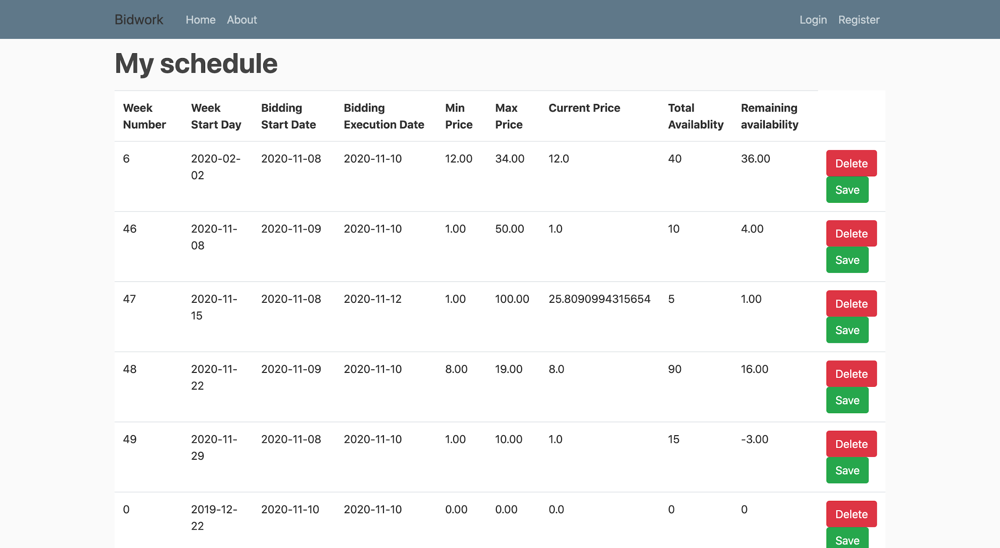 Bidwork Home About Login Register
My schedule
Week Number Week Start Day Bidding Start Date Bidding Execution Date Min Price Max Price Current Price Total Availablity Remaining availability
6 2020-02-02 2020-11-08 2020-11-10 12.00 34.00 12.0 40 36.00 Delete
Save
46 2020-11-08 2020-11-09 2020-11-10 1.00 50.00 1.0 10 4.00 Delete
Save
47 2020-11-15 2020-11-08 2020-11-12 1.00 100.00 25.8090994315654 5 1.00 Delete
Save
48 2020-11-22 2020-11-09 2020-11-10 8.00 19.00 8.0 90 16.00 Delete
Save
49 2020-11-29 2020-11-08 2020-11-10 1.00 10.00 1.0 15 -3.00 Delete
Save
0 2019-12-22 2020-11-10 2020-11-10 0.00 0.00 0.0 0 0 Delete
Save